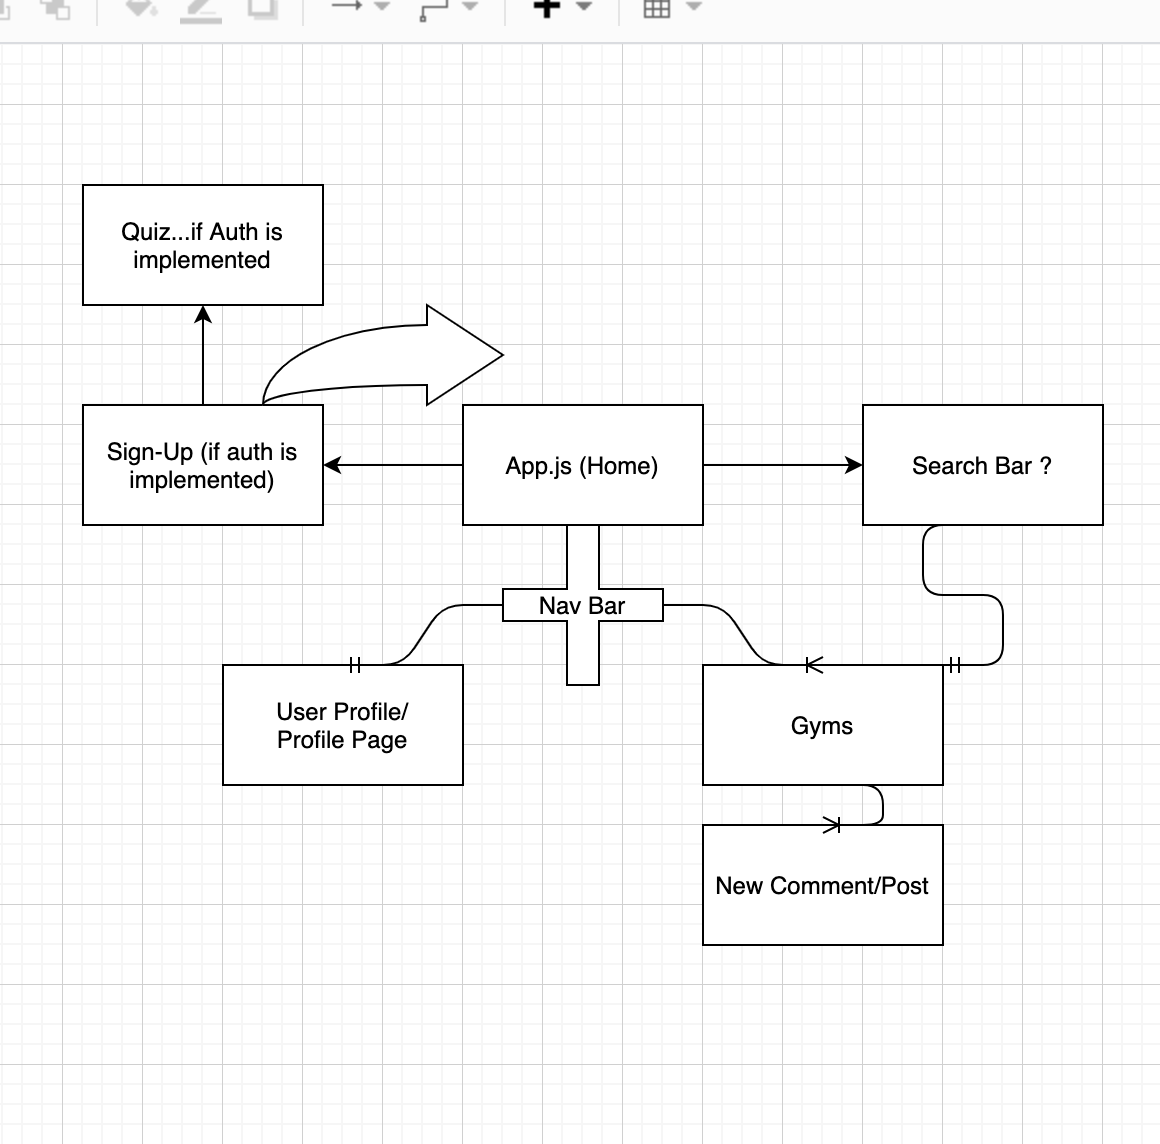 Quiz...if Auth is
implemented
Sign-Up (if auth is
implemented)
App.js (Home)
Search Bar ?
Nav Bar
User Profile/
Profile Page
Gyms
New Comment/Post